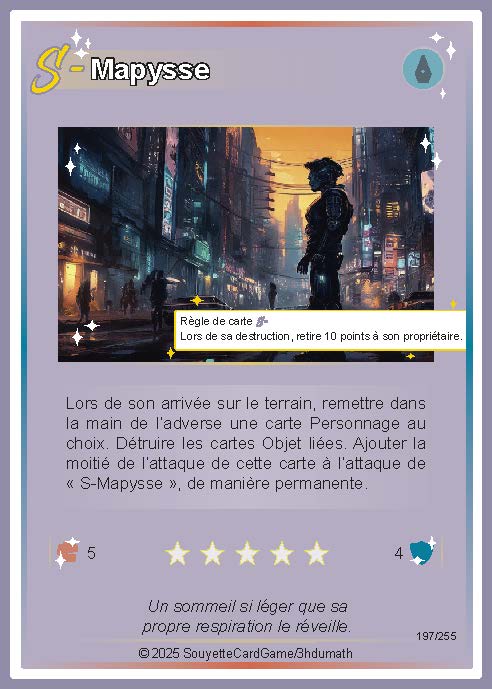 S- Mapysse
Règle de carte S-
Lors de sa destruction, retire 10 points à son propriétaire.
Lors de son arrivée sur le terrain, remettre dans
la main de l'adverse une carte Personnage au
choix. Détruire les cartes Objet liées. Ajouter la
moitié de l'attaque de cette carte à l'attaque de
« S-Mapysse », de manière permanente.
5
4
Un sommeil si léger que sa
propre respiration le réveille.
197/255
© 2025 SouyetteCardGame/3hdumath